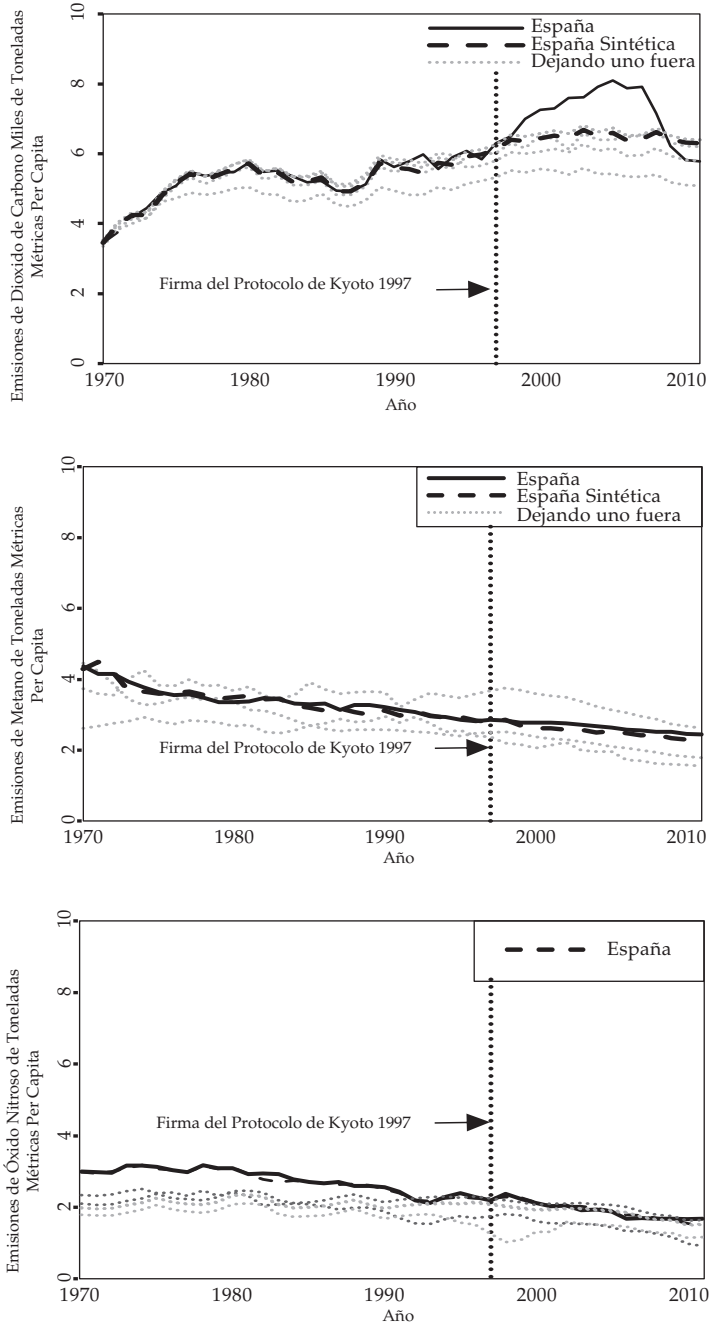 Emisiones de Dioxido de Carbono Miles de Toneladas
Métricas Per Capita
10
8
6
4
2
0
España
España Sintética
Dejando uno fuera
Firma del Protocolo de Kyoto 1997
1970
1980
1990
2000
2010
Año
Emisiones de Metano de Toneladas Métricas
Per Capita
10
8
6
4
2
0
España
España Sintética
Dejando uno fuera
Firma del Protocolo de Kyoto 1997
1970
1980
1990
2000
2010
Año
Emisiones de Óxido Nitroso de Toneladas
Métricas Per Capita
10
8
6
4
2
0
España
Firma del Protocolo de Kyoto 1997
1970
1980
1990
2000
2010
Año